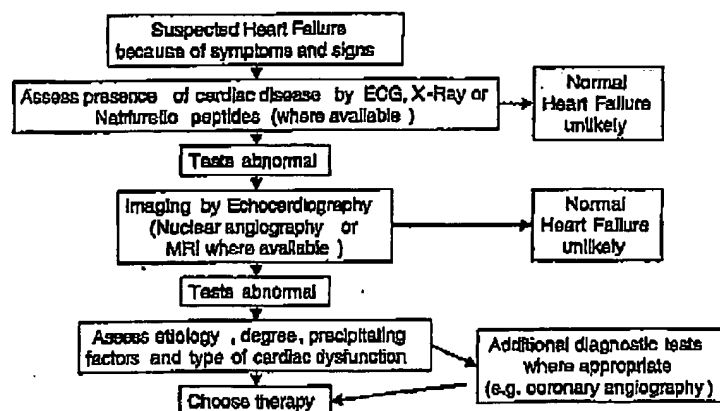 Suspected Heart Failure
because of symptoms and signs
Assess presence of cardiac disease by ECG, X-Ray or
Natriuretic peptides (where available)
Normal
Heart Failure
unlikely
Tests abnormal
Imaging by Echocardiography
(Nuclear angiography or
MRI where available)
Normal
Heart Failure
unlikely
Tests abnormal
Assess etiology, degree, precipitating
factors and type of cardiac dysfunction
Additional diagnostic tests
where appropriate
(e.g. coronary angiography)
Choose therapy